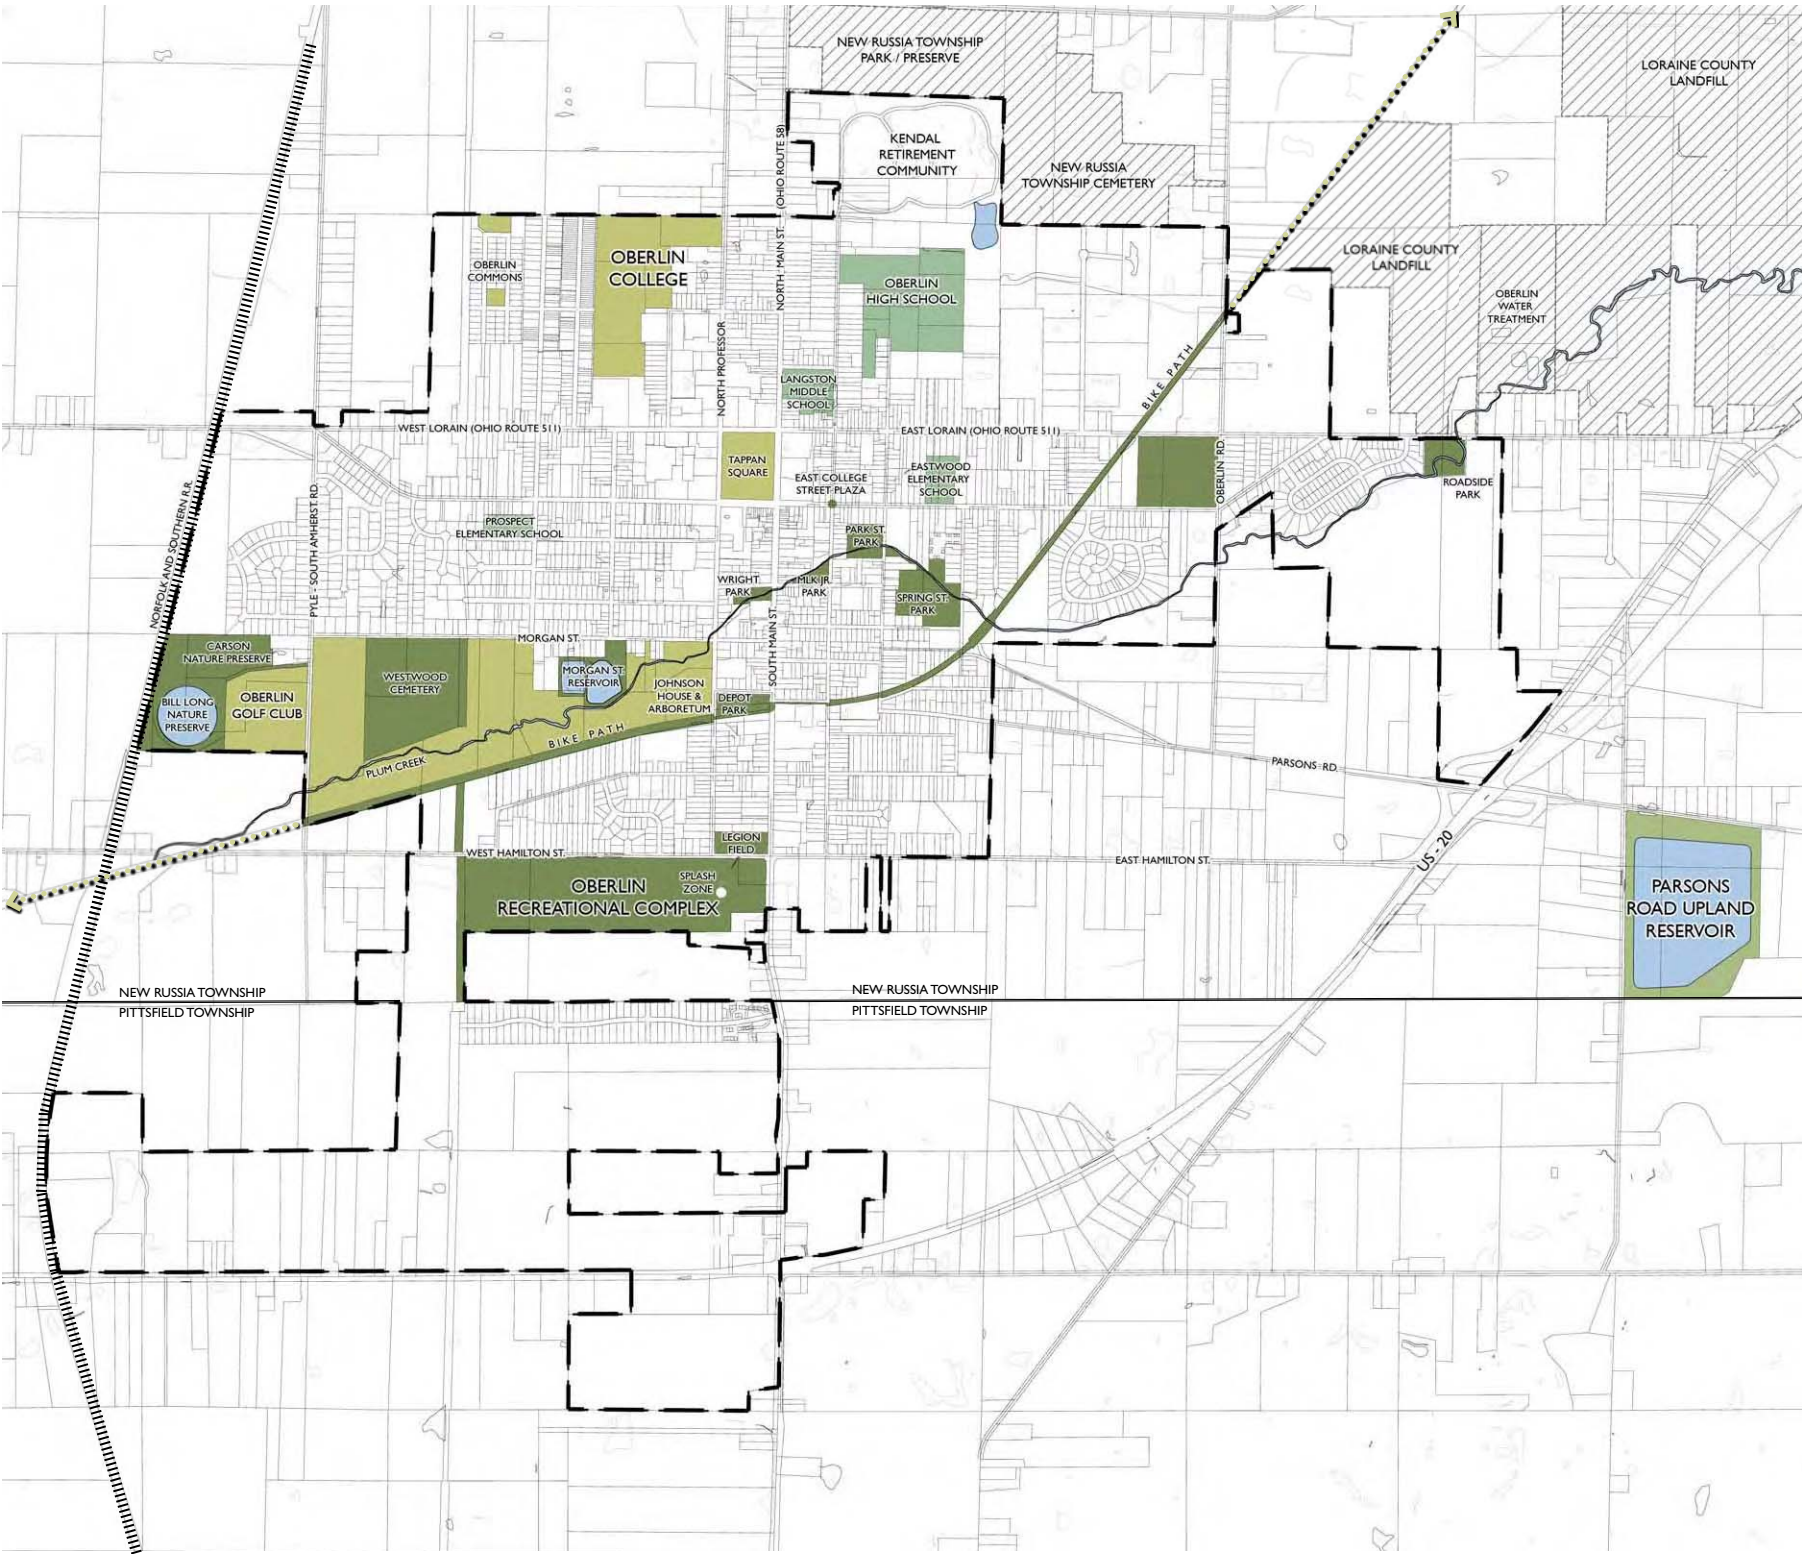 NEW RUSSIA TOWNSHIP
PARK / PRESERVE
LORAINE COUNTY
LANDFILL
KENDAL
RETIREMENT
COMMUNITY
NEW RUSSIA
TOWNSHIP CEMETERY
NORTH MAIN ST. (OHIO ROUTE 58)
OBERLIN
COLLEGE
OBERLIN
COMMONS
OBERLIN
HIGH SCHOOL
LORAINE COUNTY
LANDFILL
OBERLIN
WATER
TREATMENT
NORTH PROFESSOR
BIKE PATH
LANGSTON
MIDDLE
SCHOOL
WEST LORAIN (OHIO ROUTE 511)
EAST LORAIN (OHIO ROUTE 511)
TAPPAN
SQUARE
EAST COLLEGE
STREET PLAZA
EASTWOOD
ELEMENTARY
SCHOOL
OBERLIN RD.
ROADSIDE
PARK
NORFOLK AND SOUTHERN R.R.
PYLE - SOUTH AMHERST RD.
PROSPECT
ELEMENTARY SCHOOL
PARK ST.
PARK
WRIGHT
PARK
MLK JR.
PARK
SPRING ST.
PARK
SOUTH MAIN ST.
MORGAN ST.
CARSON
NATURE PRESERVE
WESTWOOD
CEMETERY
MORGAN ST.
RESERVOIR
JOHNSON
HOUSE &
ARBORETUM
DEPOT
PARK
BILL LONG
NATURE
PRESERVE
OBERLIN
GOLF CLUB
BIKE PATH
PLUM CREEK
PARSONS RD.
LEGION
FIELD
WEST HAMILTON ST.
EAST HAMILTON ST.
US - 20
OBERLIN
RECREATIONAL COMPLEX
SPLASH
ZONE
PARSONS
ROAD UPLAND
RESERVOIR
NEW RUSSIA TOWNSHIP
PITTSFIELD TOWNSHIP
NEW RUSSIA TOWNSHIP
PITTSFIELD TOWNSHIP